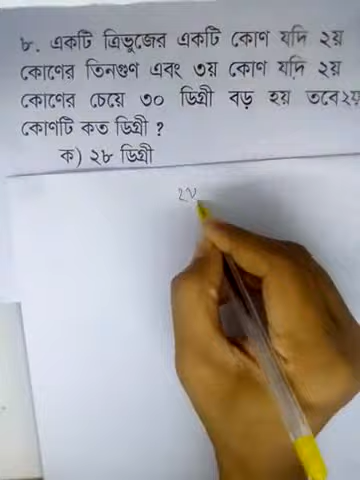 ৮. একটি ত্রিভুজের একটি কোণ যদি ২য়
কোণের তিনগুণ এবং ৩য় কোণ যদি ২য়
কোণের চেয়ে ৩০ ডিগ্রী বড় হয় তবে২য়
কোণটি কত ডিগ্রী ?
ক) ২৮ ডিগ্রী